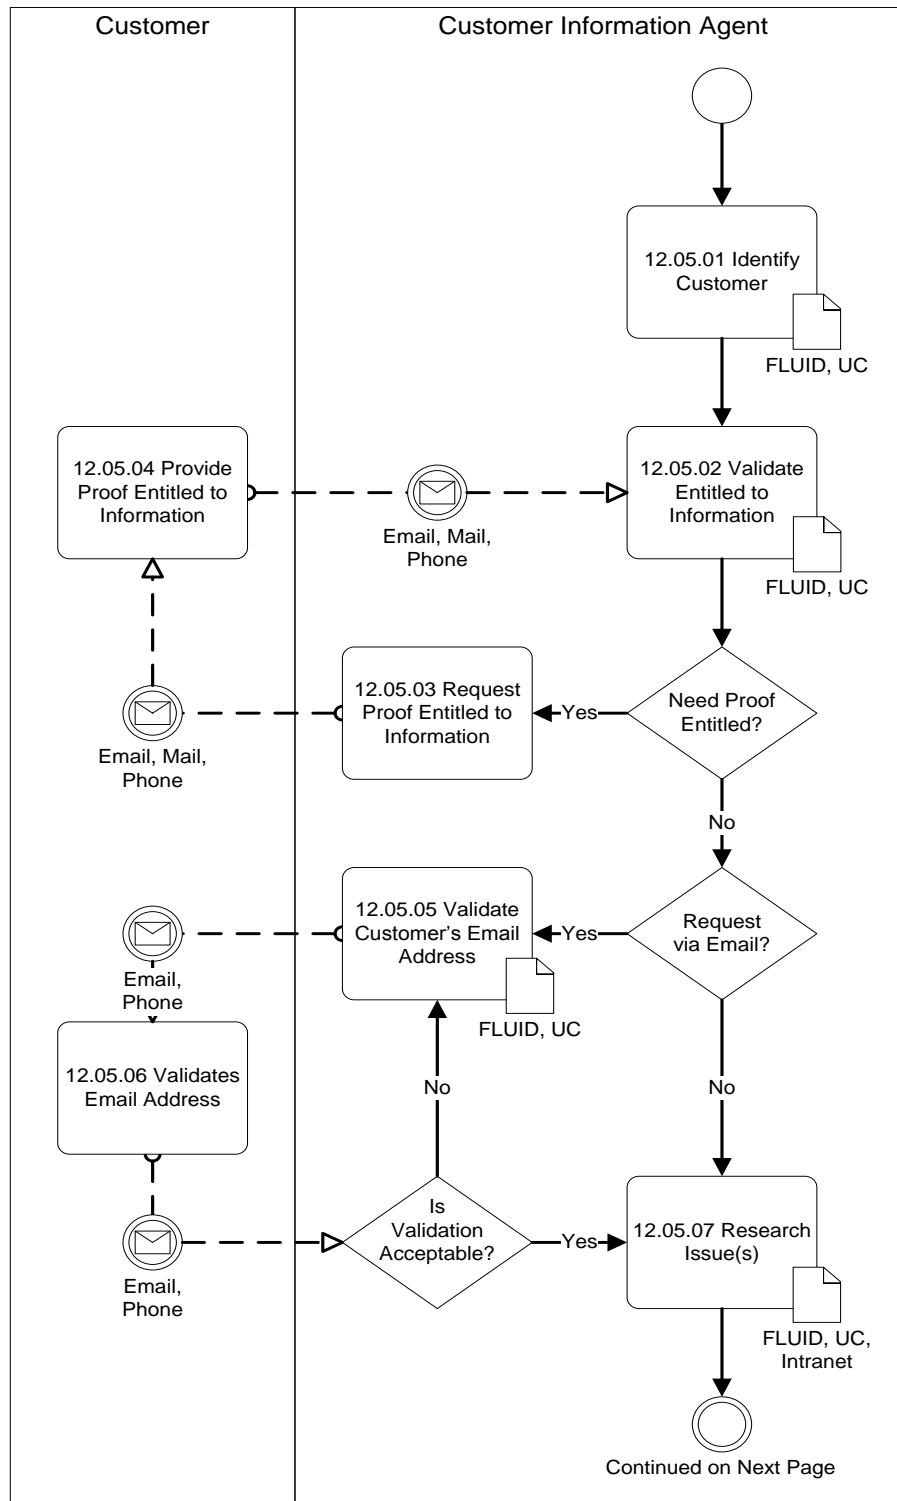 Customer
Customer Information Agent
12.05.01 Identify
Customer
FLUID, UC
12.05.04 Provide
Proof Entitled to
Information
Email, Mail,
Phone
12.05.02 Validate
Entitled to
Information
FLUID, UC
Email, Mail,
Phone
12.05.03 Request
Proof Entitled to
Information
Yes
Need Proof
Entitled?
No
Email,
Phone
12.05.05 Validate
Customer's Email
Address
FLUID, UC
Yes
Request
via Email?
12.05.06 Validates
Email Address
No
No
Email,
Phone
Is
Validation
Acceptable?
Yes
12.05.07 Research
Issue(s)
FLUID, UC,
Intranet
Continued on Next Page